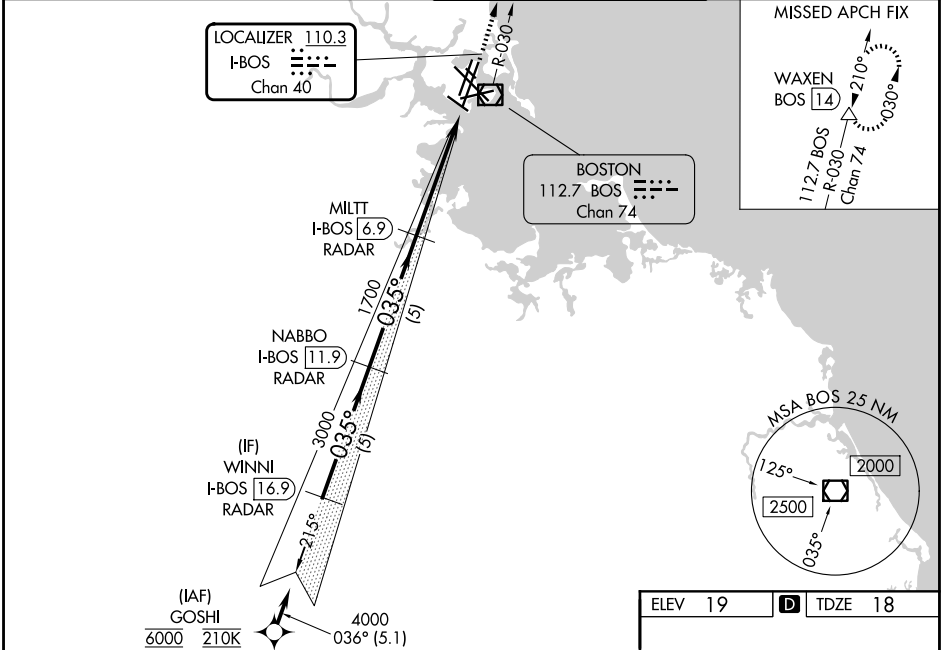 LOCALIZER 110.3
I-BOS
Chan 40
R-030
MISSED APCH FIX
WAXEN
BOS 14
210°
030°
112.7 BOS
R-030
Chan 74
BOSTON
112.7 BOS
Chan 74
MILTT
I-BOS 6.9
RADAR
1700
035°
(5)
NABBO
I-BOS 11.9
RADAR
3000
035°
(5)
(IF)
WINNI
I-BOS 16.9
RADAR
215°
(IAF)
GOSHI
6000 210K
4000
036° (5.1)
MSA BOS 25 NM
125°
2000
2500
035°
ELEV 19 D TDZE 18